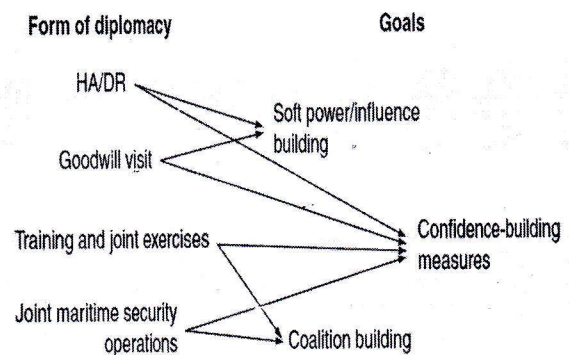 Form of diplomacy
Goals
HA/DR
Soft power/influence
building
Goodwill visit
Confidence-building
measures
Training and joint exercises
Joint maritime security
operations
Coalition building